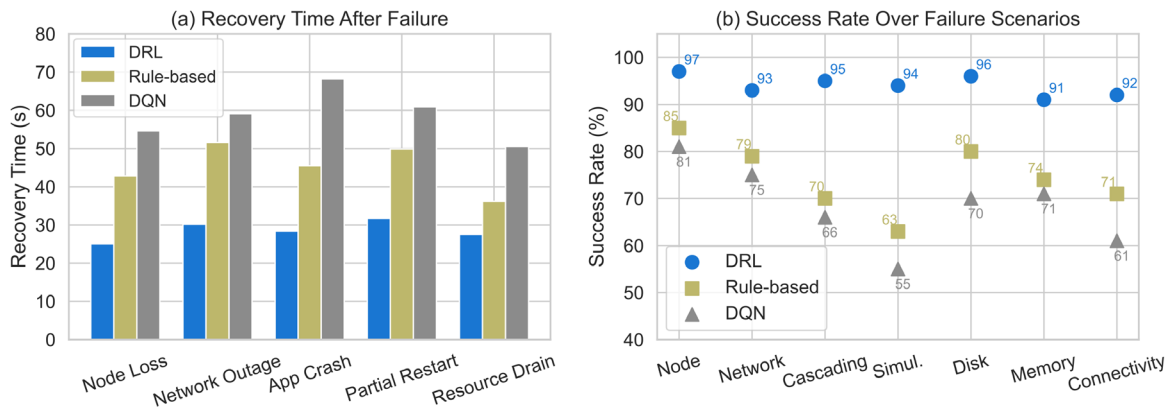 (a) Recovery Time After Failure
Recovery Time (s)
80
70
60
50
40
30
20
10
0
DRL
Rule-based
DQN
Node Loss
Network Outage
App Crash
Partial Restart
Resource Drain
(b) Success Rate Over Failure Scenarios
Success Rate (%)
100
90
80
70
60
50
40
97
93
95
94
96
91
92
85
79
70
63
80
74
71
81
75
66
55
70
71
61
DRL
Rule-based
DQN
Node
Network
Cascading
Simul.
Disk
Memory
Connectivity